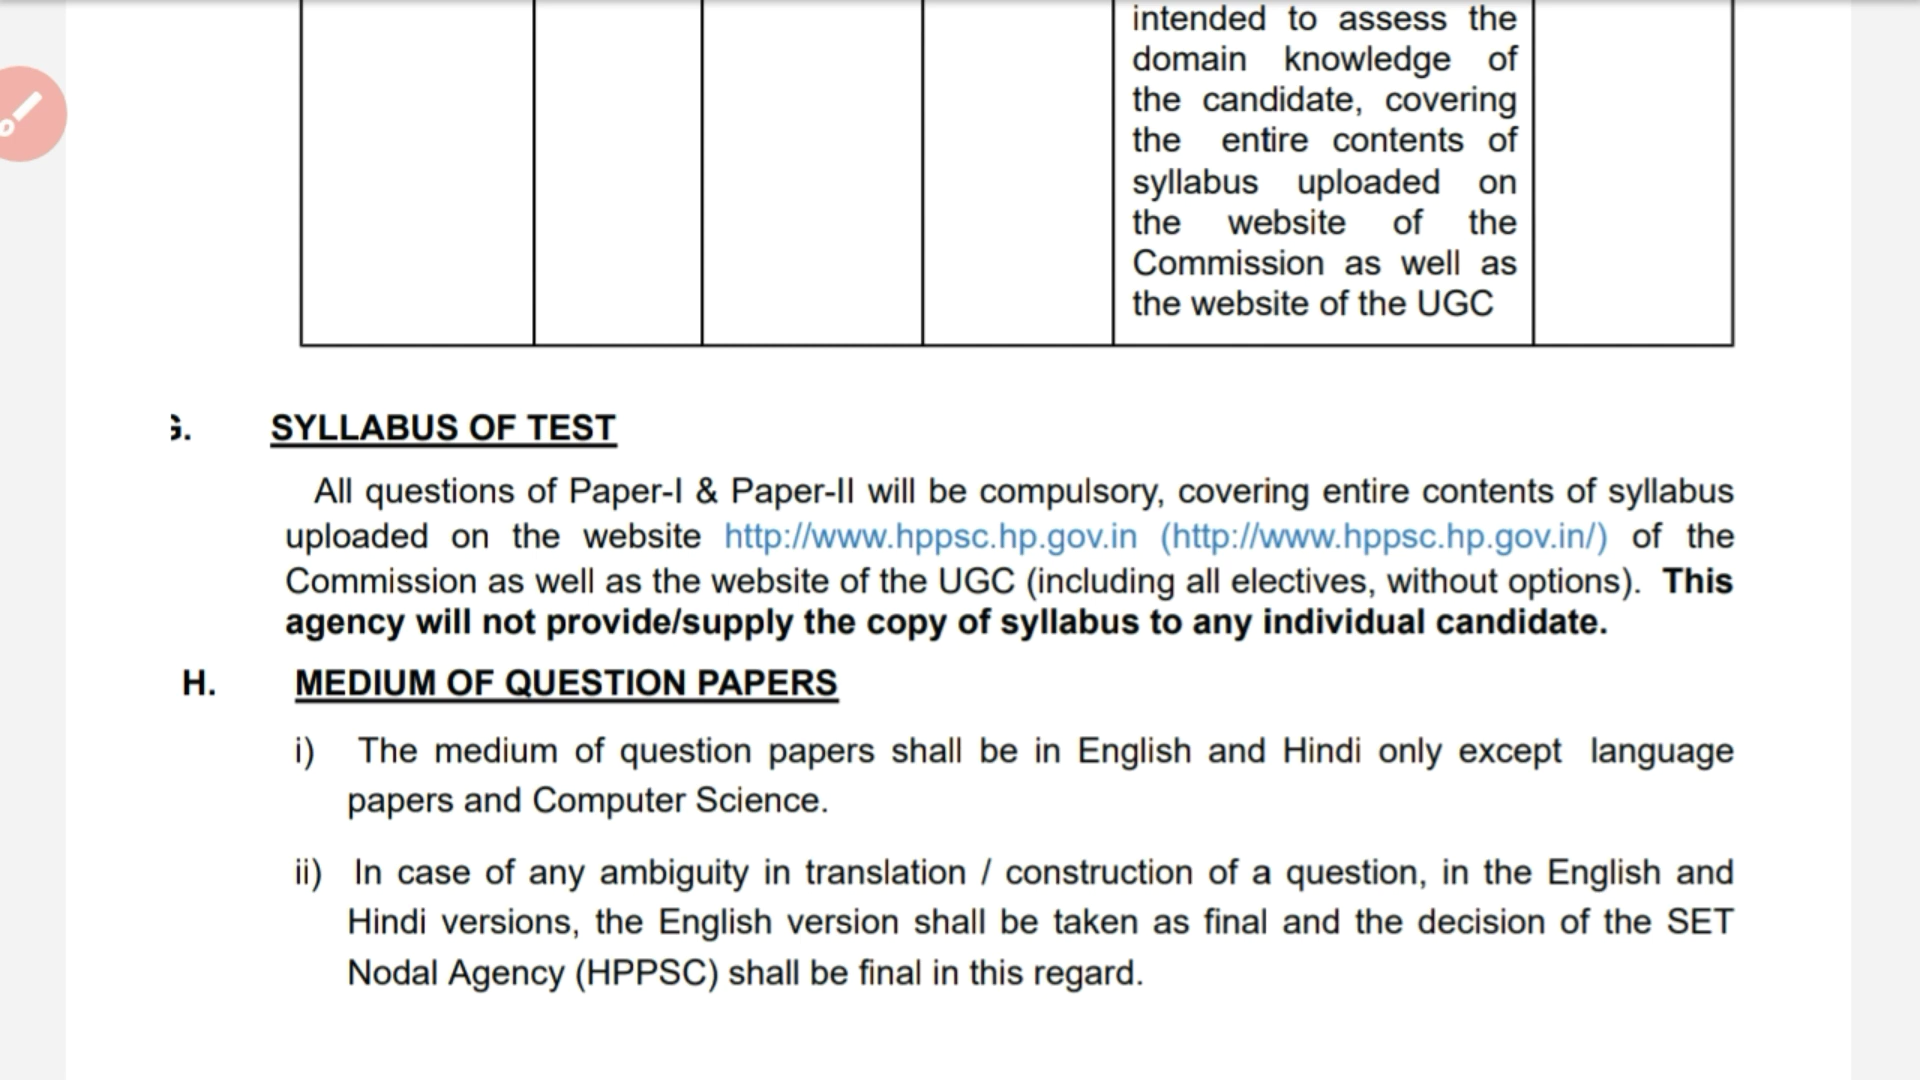 intended to assess the
domain knowledge of
the candidate, covering
the entire contents of
syllabus uploaded on
the website of the
Commission as well as
the website of the UGC
G. SYLLABUS OF TEST
All questions of Paper-I & Paper-II will be compulsory, covering entire contents of syllabus
uploaded on the website http://www.hppsc.hp.gov.in (http://www.hppsc.hp.gov.in/) of the
Commission as well as the website of the UGC (including all electives, without options). This
agency will not provide/supply the copy of syllabus to any individual candidate.
H. MEDIUM OF QUESTION PAPERS
i) The medium of question papers shall be in English and Hindi only except language
papers and Computer Science.
ii) In case of any ambiguity in translation / construction of a question, in the English and
Hindi versions, the English version shall be taken as final and the decision of the SET
Nodal Agency (HPPSC) shall be final in this regard.